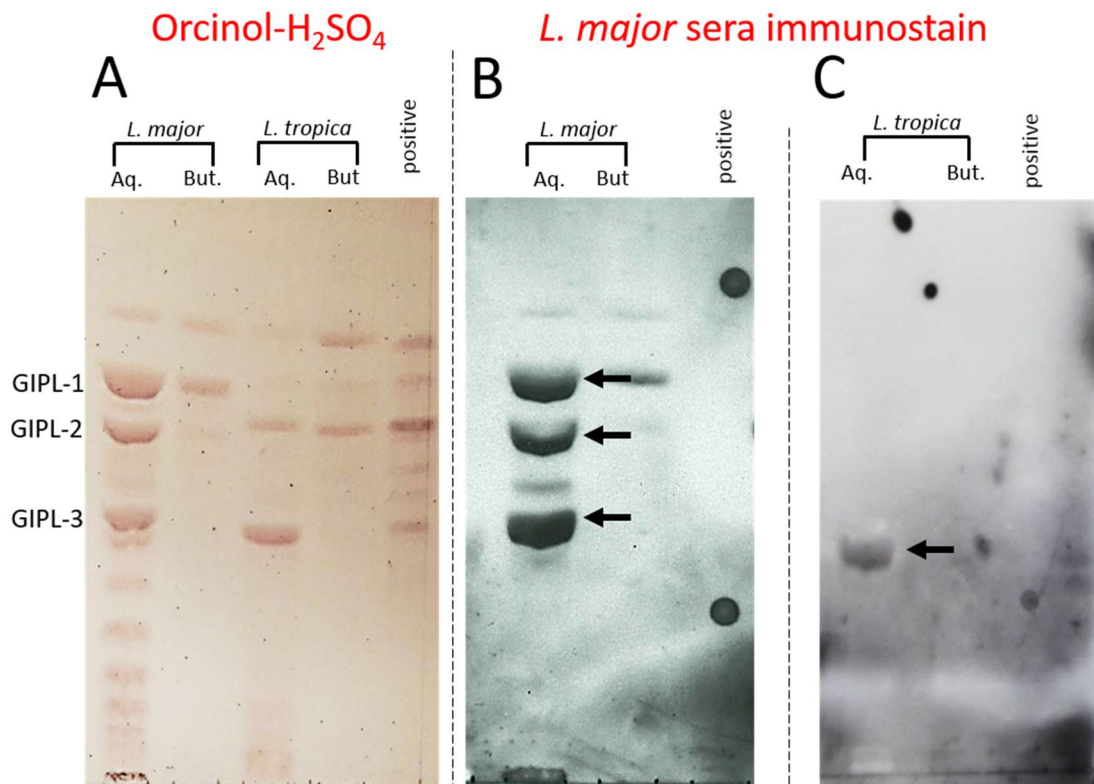 Orcinol-H₂SO₄
L. major sera immunostain
A
B
C
L. major
L. tropica
positive
Aq.
But.
Aq.
But
L. major
positive
Aq.
But
L. tropica
positive
Aq.
But.
GIPL-1
GIPL-2
GIPL-3